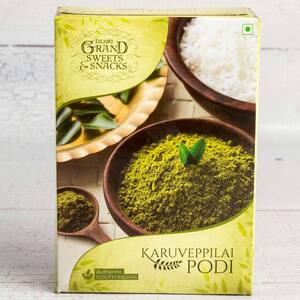 GRAND
SWEETS
& SNACKS
KARUVEPPILAI
PODI
Authentic
SOUTH INDIAN